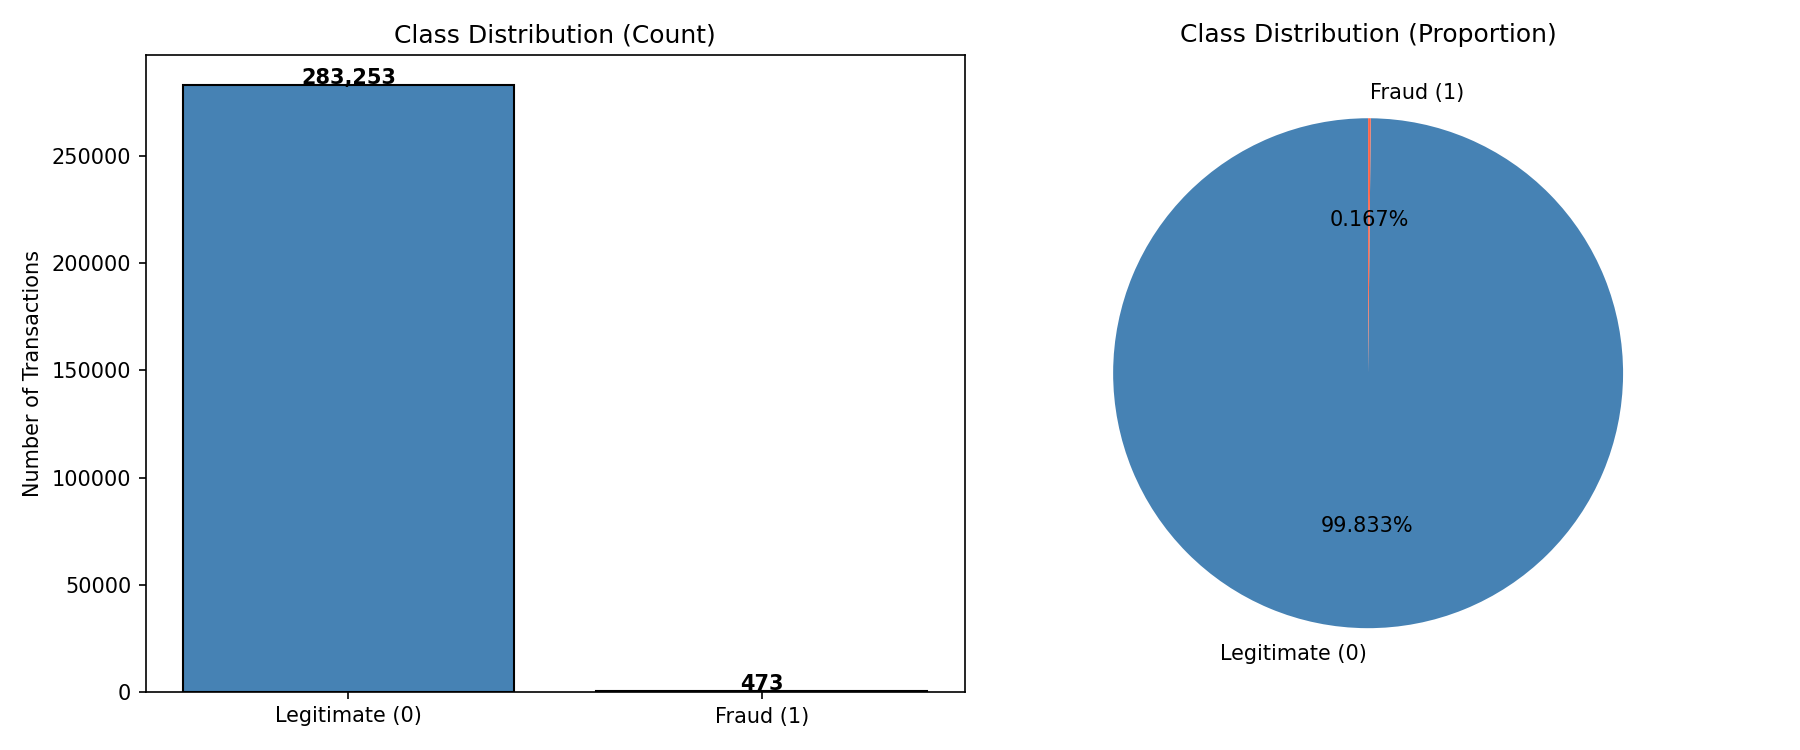 Class Distribution (Count)
283,253
250000
200000
150000
100000
50000
0
Number of Transactions
473
Legitimate (0)
Fraud (1)
Class Distribution (Proportion)
Fraud (1)
0.167%
99.833%
Legitimate (0)